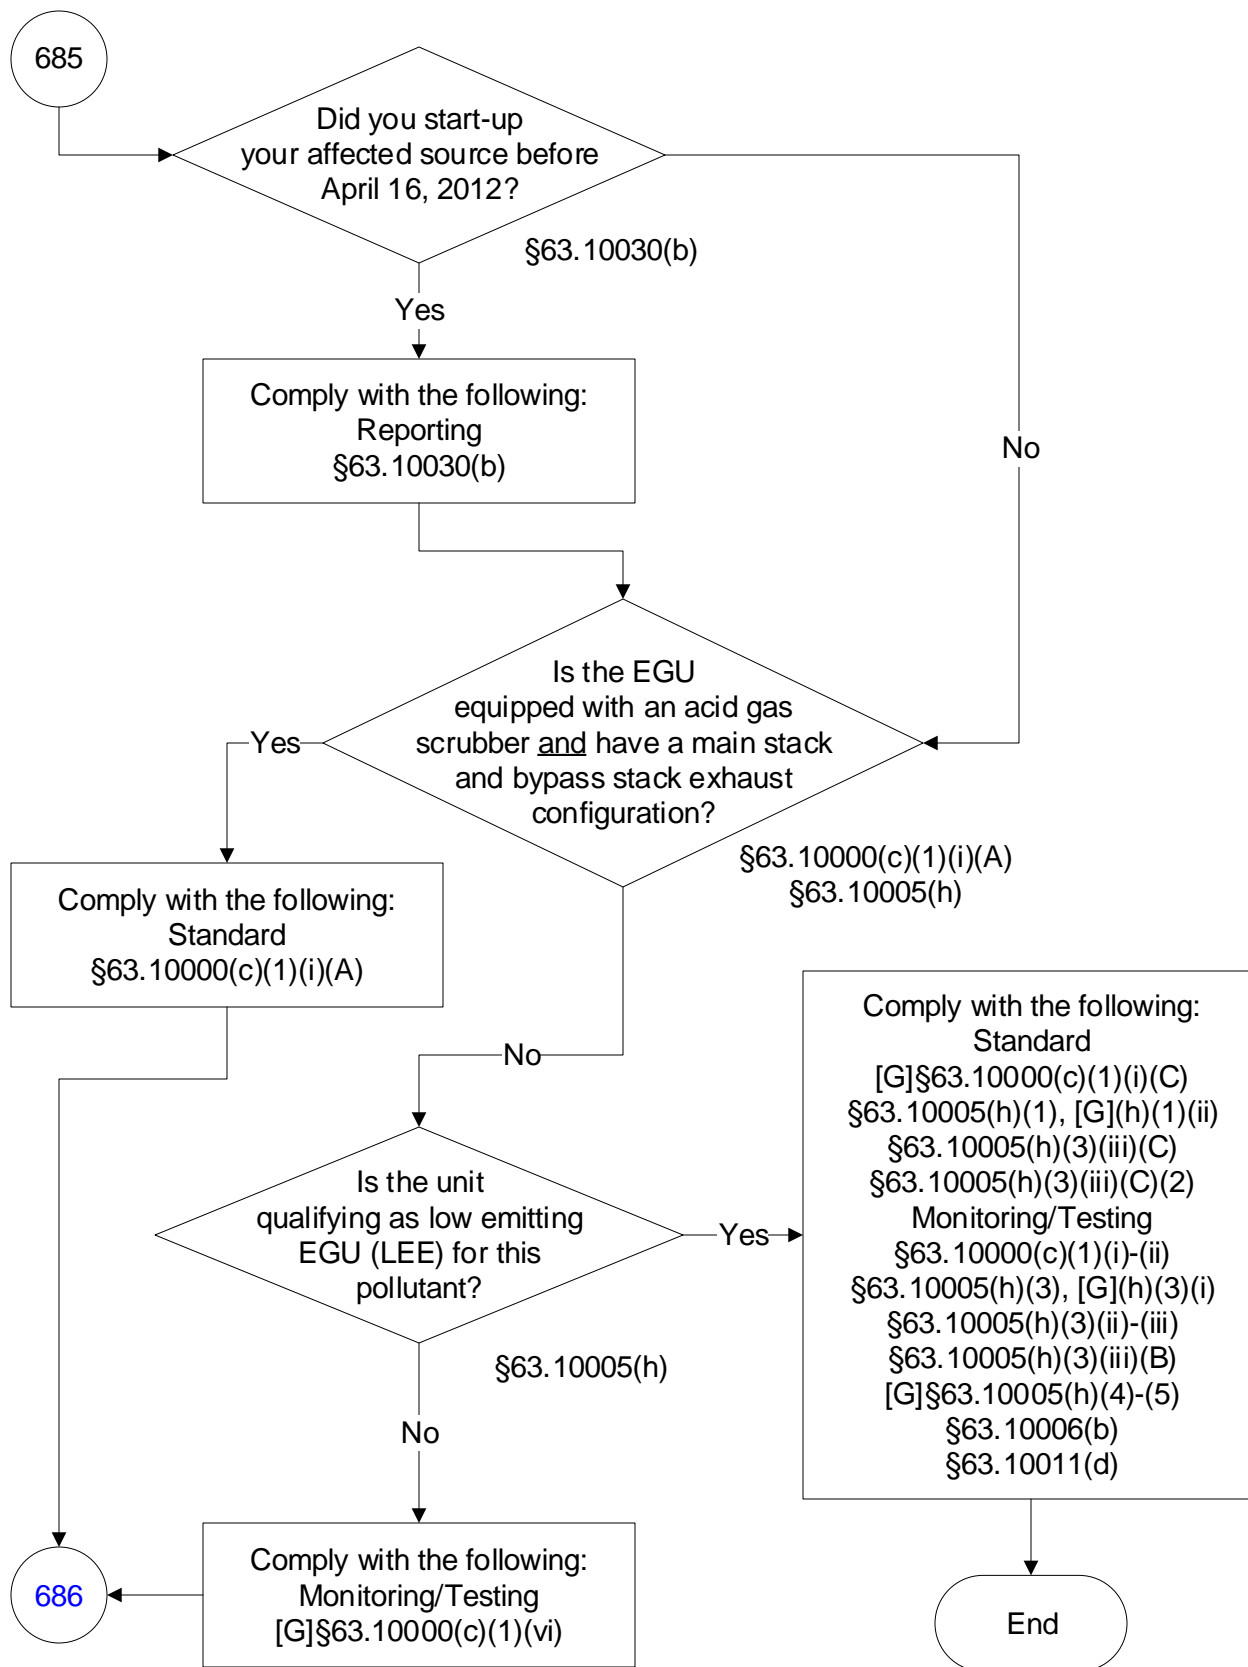 685
Did you start-up
your affected source before
April 16, 2012?
§63.10030(b)
Yes
Comply with the following:
Reporting
§63.10030(b)
No
Is the EGU
equipped with an acid gas
scrubber and have a main stack
and bypass stack exhaust
configuration?
Yes
§63.10000(c)(1)(i)(A)
§63.10005(h)
Comply with the following:
Standard
§63.10000(c)(1)(i)(A)
No
Is the unit
qualifying as low emitting
EGU (LEE) for this
pollutant?
Yes
§63.10005(h)
Comply with the following:
Standard
[G]§63.10000(c)(1)(i)(C)
§63.10005(h)(1), [G](h)(1)(ii)
§63.10005(h)(3)(iii)(C)
§63.10005(h)(3)(iii)(C)(2)
Monitoring/Testing
§63.10000(c)(1)(i)-(ii)
§63.10005(h)(3), [G](h)(3)(i)
§63.10005(h)(3)(ii)-(iii)
§63.10005(h)(3)(iii)(B)
[G]§63.10005(h)(4)-(5)
§63.10006(b)
§63.10011(d)
No
Comply with the following:
Monitoring/Testing
[G]§63.10000(c)(1)(vi)
686
End